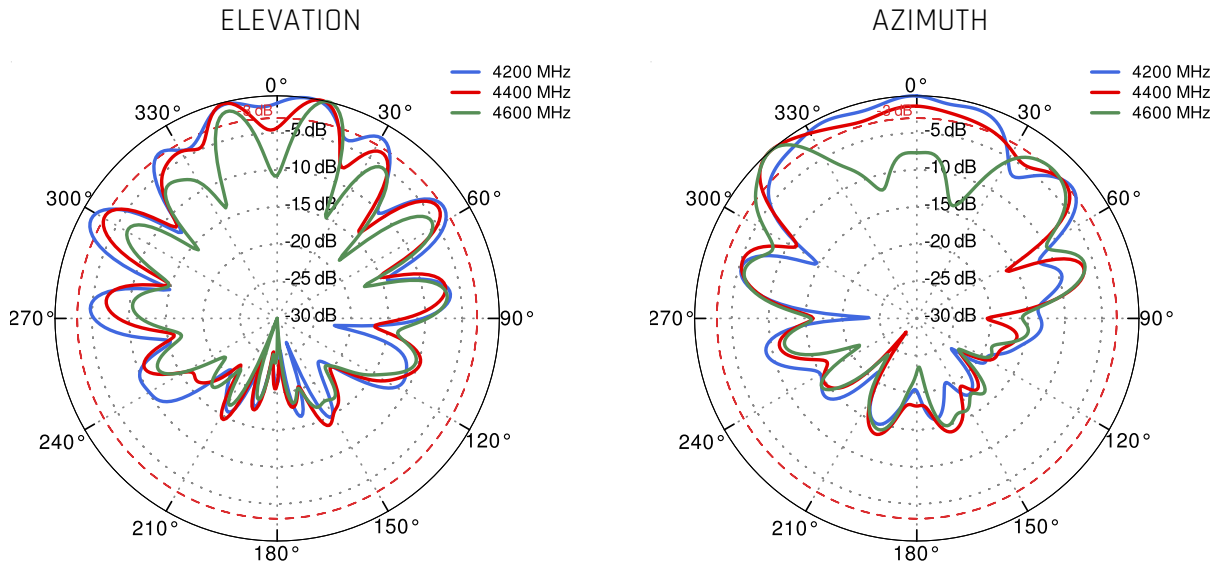 ELEVATION
4200 MHz
4400 MHz
4600 MHz
0°
30°
60°
90°
120°
150°
180°
210°
240°
270°
300°
330°
-3 dB
-5 dB
-10 dB
-15 dB
-20 dB
-25 dB
-30 dB
AZIMUTH
4200 MHz
4400 MHz
4600 MHz
0°
30°
60°
90°
120°
150°
180°
210°
240°
270°
300°
330°
-3 dB
-5 dB
-10 dB
-15 dB
-20 dB
-25 dB
-30 dB